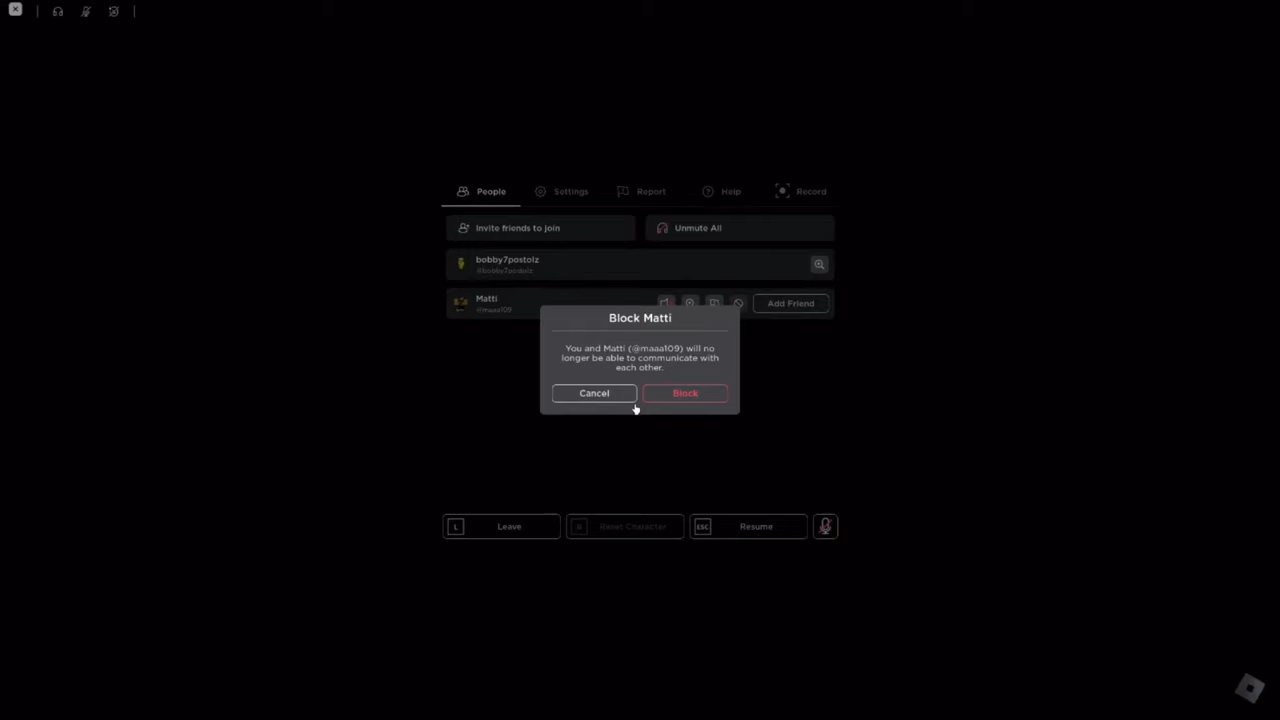 People Settings Report Help Record
Invite friends to join Unmute All
bobby7postolz
@bobby7postolz
Matti
@maaa109
Add Friend
Block Matti
You and Matti (@maaa109) will no
longer be able to communicate with
each other.
Cancel Block
L Leave R Reset Character ESC Resume